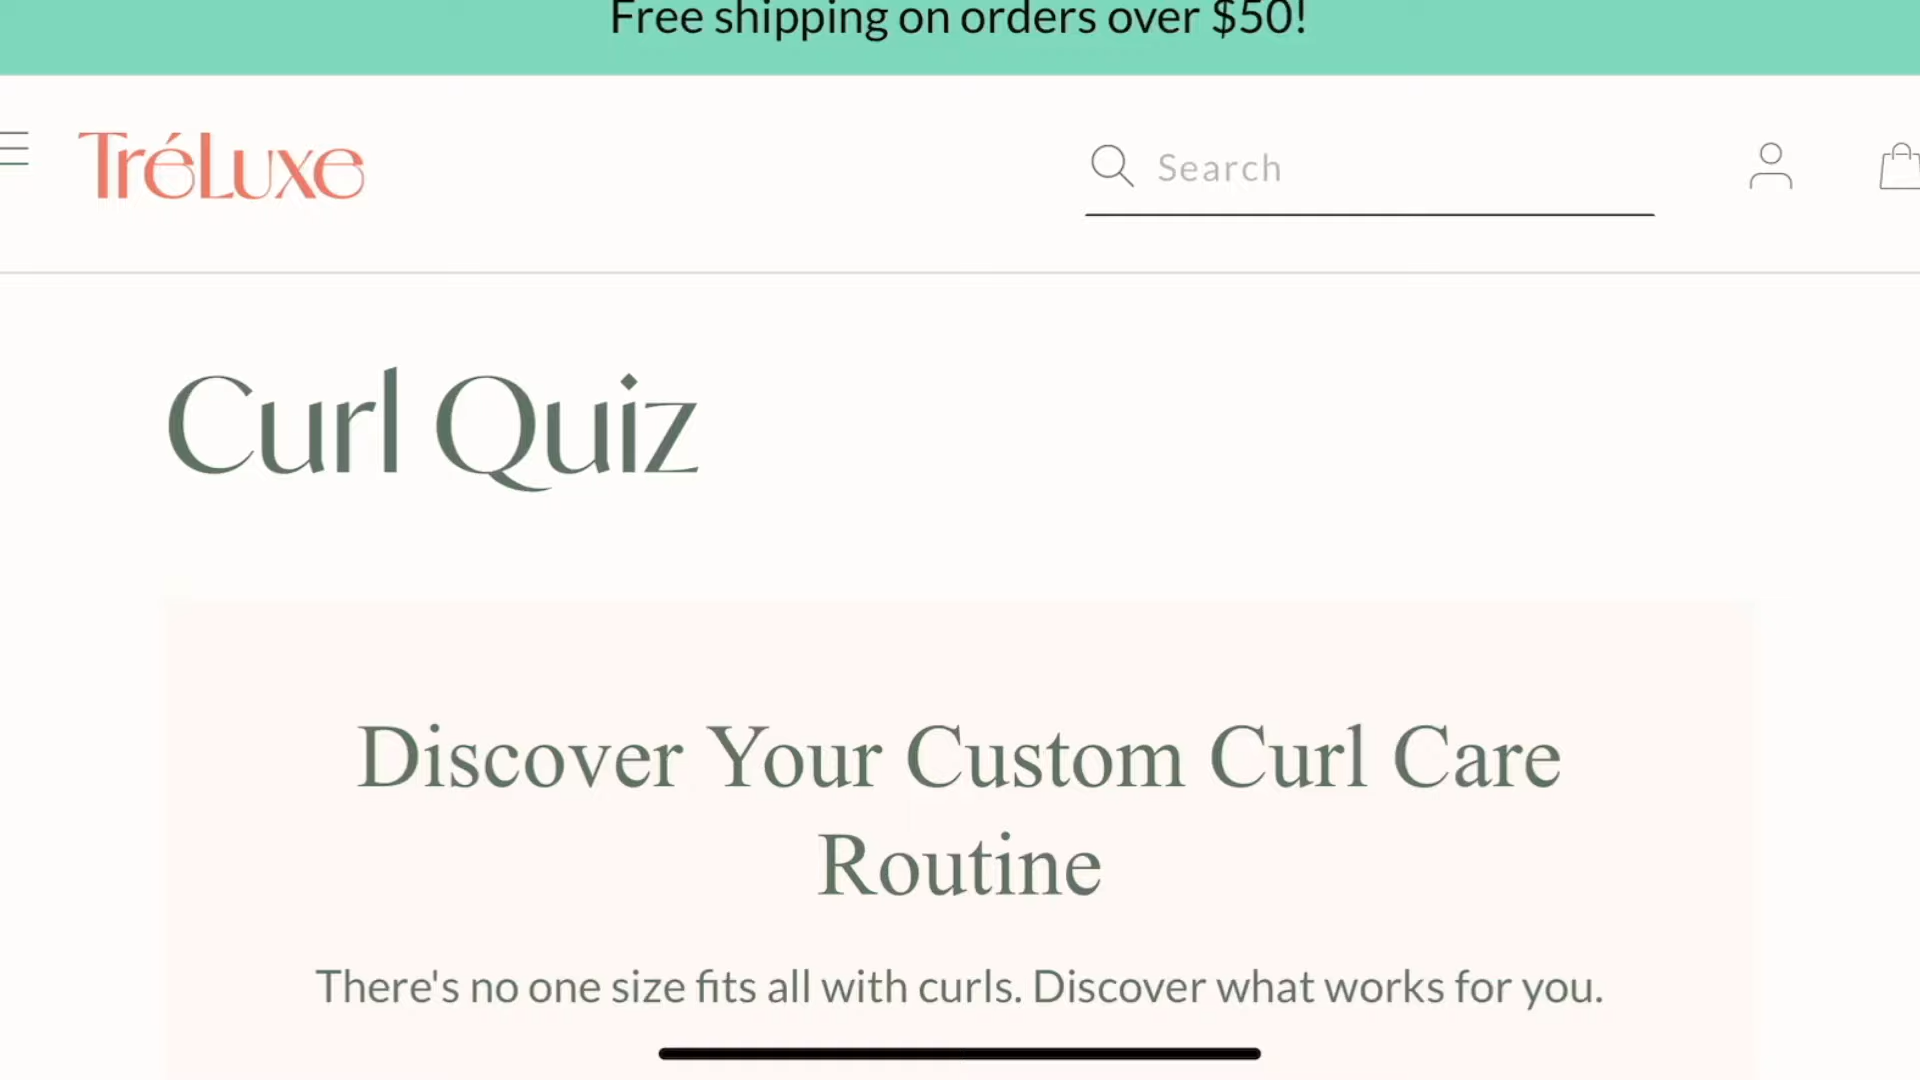 Free shipping on orders over $50!
TréLuxe
Search
Curl Quiz
Discover Your Custom Curl Care
Routine
There's no one size fits all with curls. Discover what works for you.